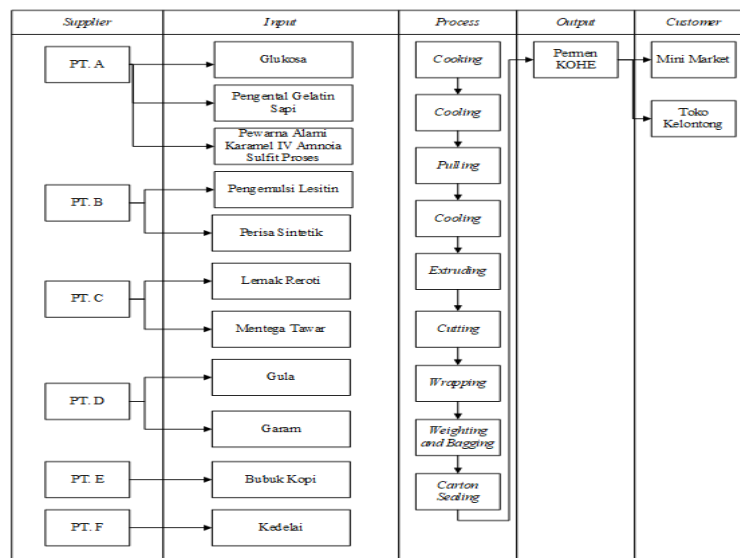 Supplier
Input
Process
Output
Customer
PT. A
PT. B
PT. C
PT. D
PT. E
PT. F
Glukosa
Pengental Gelatin
Sapi
Pewarna Alami
Karamel IV Amnoia
Sulfit Proses
Pengemulsi Lesitin
Perisa Sintetik
Lemak Reroti
Mentega Tawar
Gula
Garam
Bubuk Kopi
Kedelai
Cooking
Cooling
Pulling
Cooling
Extruding
Cutting
Wrapping
Weighting
and Bagging
Carton
Sealing
Permen
KOHE
Mini Market
Toko
Kelontong